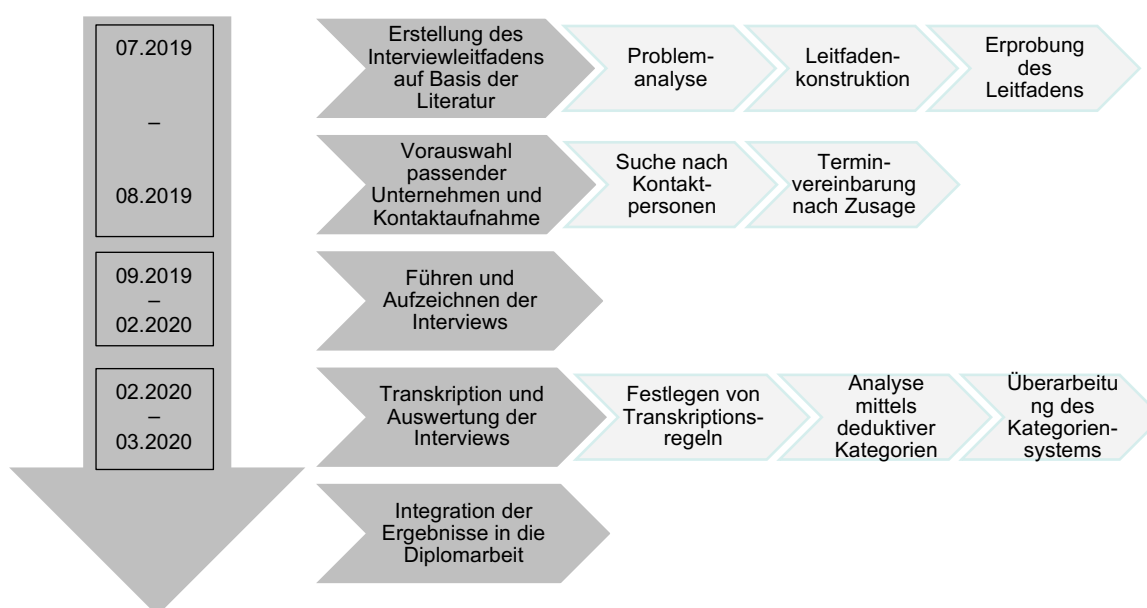 07.2019
–
08.2019
Erstellung des
Interviewleitfadens
auf Basis der
Literatur
Problem-
analyse
Leitfaden-
konstruktion
Erprobung
des
Leitfadens
Vorauswahl
passender
Unternehmen und
Kontaktaufnahme
Suche nach
Kontakt-
personen
Termin-
vereinbarung
nach Zusage
09.2019
–
02.2020
Führen und
Aufzeichnen der
Interviews
02.2020
–
03.2020
Transkription und
Auswertung der
Interviews
Festlegen von
Transkriptions-
regeln
Analyse
mittels
deduktiver
Kategorien
Überarbeitu
ng des
Kategorien-
systems
Integration der
Ergebnisse in die
Diplomarbeit